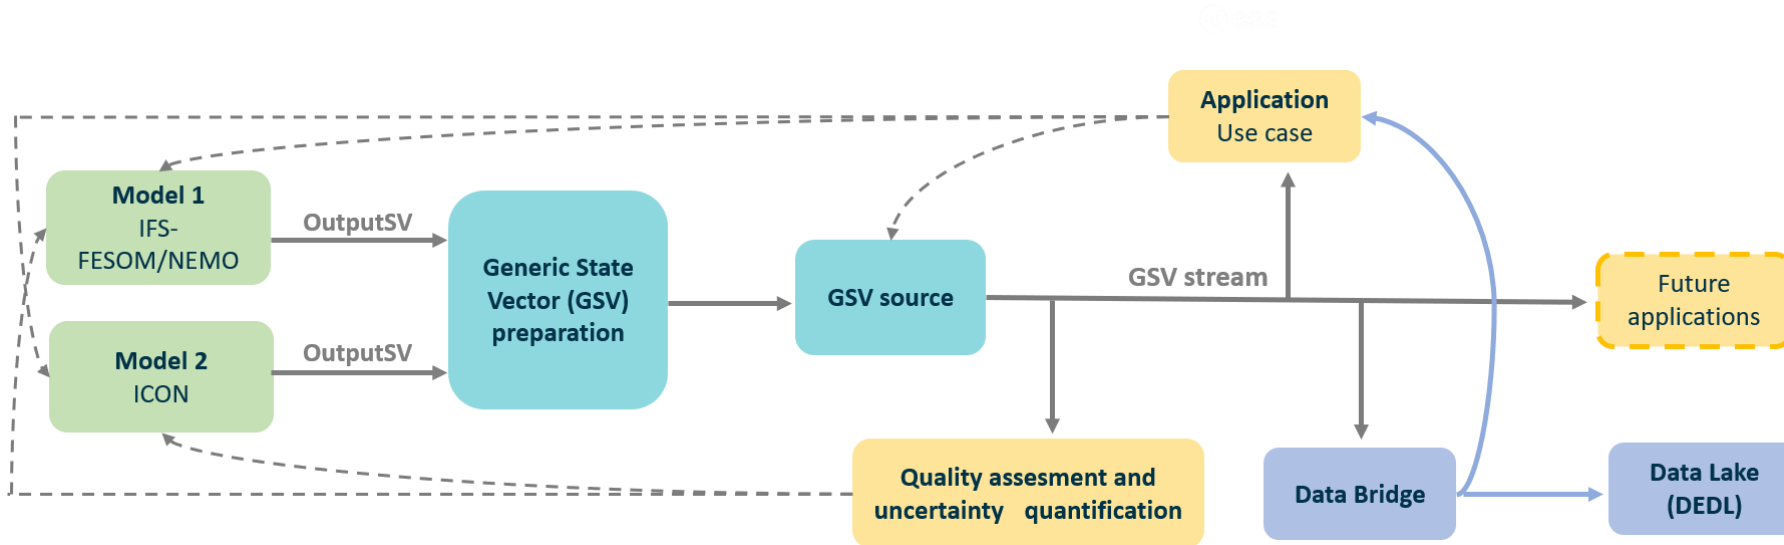 Application
Use case
Model 1
IFS-
FESOM/NEMO
OutputSV
Generic State
Vector (GSV)
preparation
GSV source
GSV stream
Future
applications
Model 2
ICON
OutputSV
Quality assesment and
uncertainty quantification
Data Bridge
Data Lake
(DEDL)